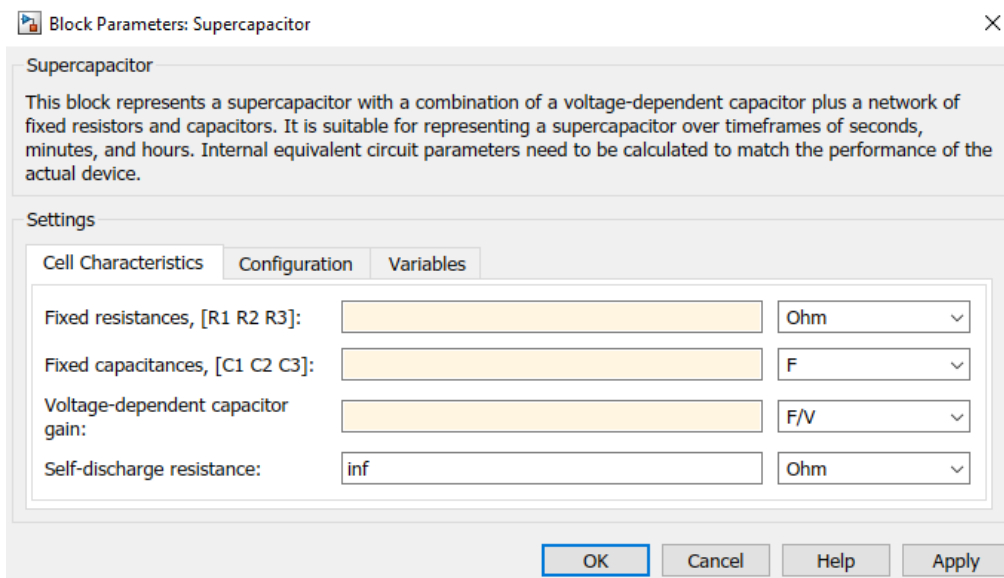 Block Parameters: Supercapacitor
Supercapacitor
This block represents a supercapacitor with a combination of a voltage-dependent capacitor plus a network of
fixed resistors and capacitors. It is suitable for representing a supercapacitor over timeframes of seconds,
minutes, and hours. Internal equivalent circuit parameters need to be calculated to match the performance of the
actual device.
Settings
Cell Characteristics Configuration Variables
Fixed resistances, [R1 R2 R3]: Ohm
Fixed capacitances, [C1 C2 C3]: F
Voltage-dependent capacitor
gain: F/V
Self-discharge resistance: inf Ohm
OK Cancel Help Apply